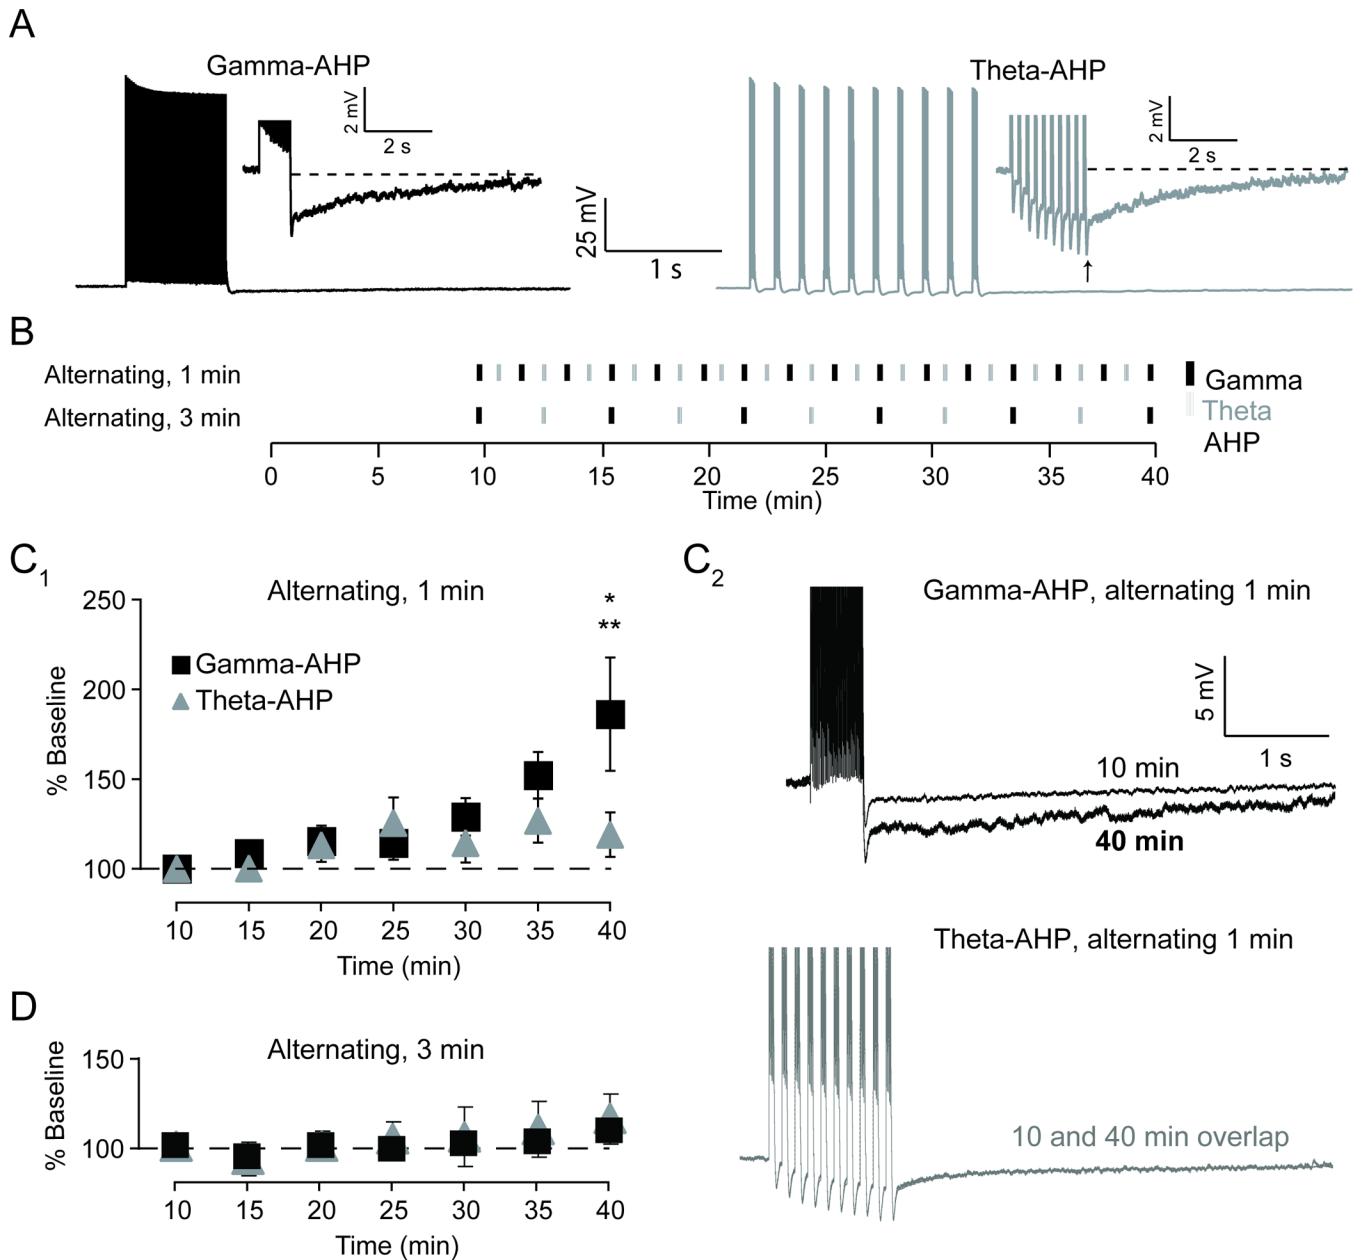 A
Gamma-AHP
2 mV
2 s
25 mV
1 s
Theta-AHP
2 mV
2 s
B
Alternating, 1 min
Alternating, 3 min
Gamma
Theta
AHP
0 5 10 15 20 25 30 35 40
Time (min)
C1
Alternating, 1 min
* 
**
250
200
150
100
% Baseline
Gamma-AHP
Theta-AHP
10 15 20 25 30 35 40
Time (min)
C2
Gamma-AHP, alternating 1 min
5 mV
1 s
10 min
40 min
Theta-AHP, alternating 1 min
10 and 40 min overlap
D
Alternating, 3 min
150
100
% Baseline
10 15 20 25 30 35 40
Time (min)